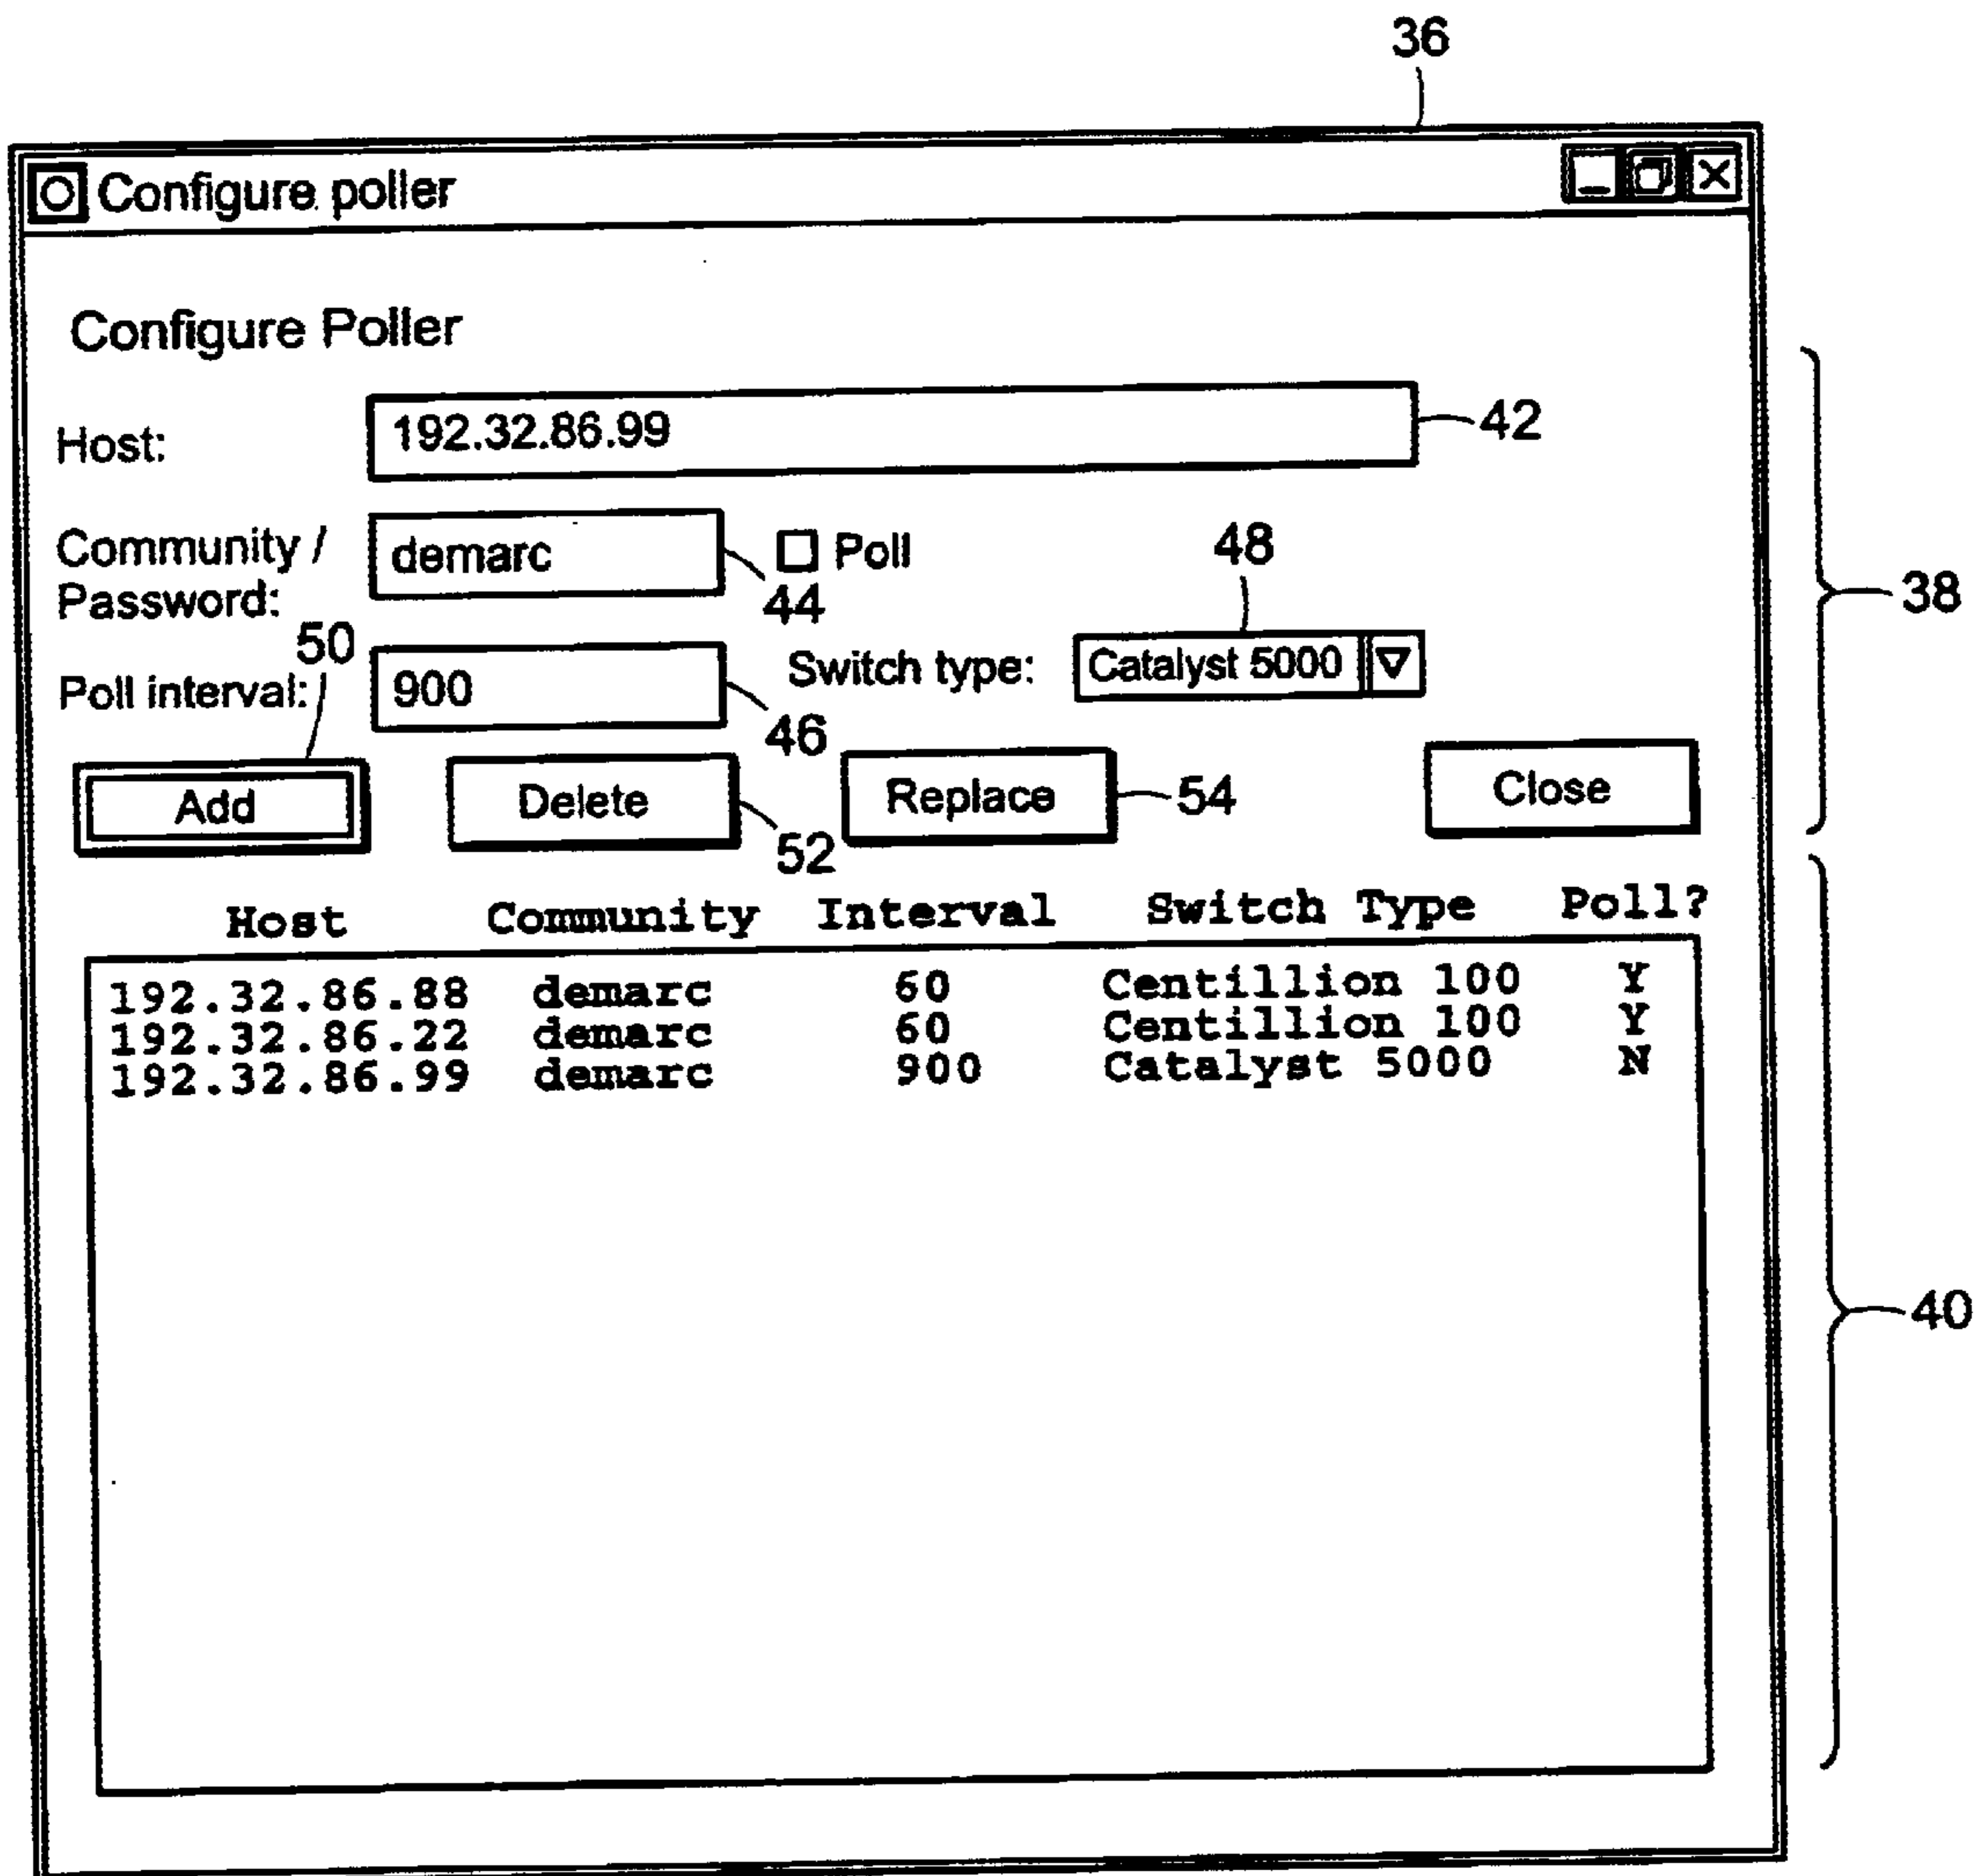 36
Configure poller
Configure Poller
Host: 192.32.86.99 42
Community / Password: demarc 44 Poll 48
38
50
Poll interval: 900 46 Switch type: Catalyst 5000
Add Delete 52 Replace 54 Close
Host Community Interval Switch Type Poll?
192.32.86.88 demarc 60 Centillion 100 Y
192.32.86.22 demarc 60 Centillion 100 Y
192.32.86.99 demarc 900 Catalyst 5000 N
40